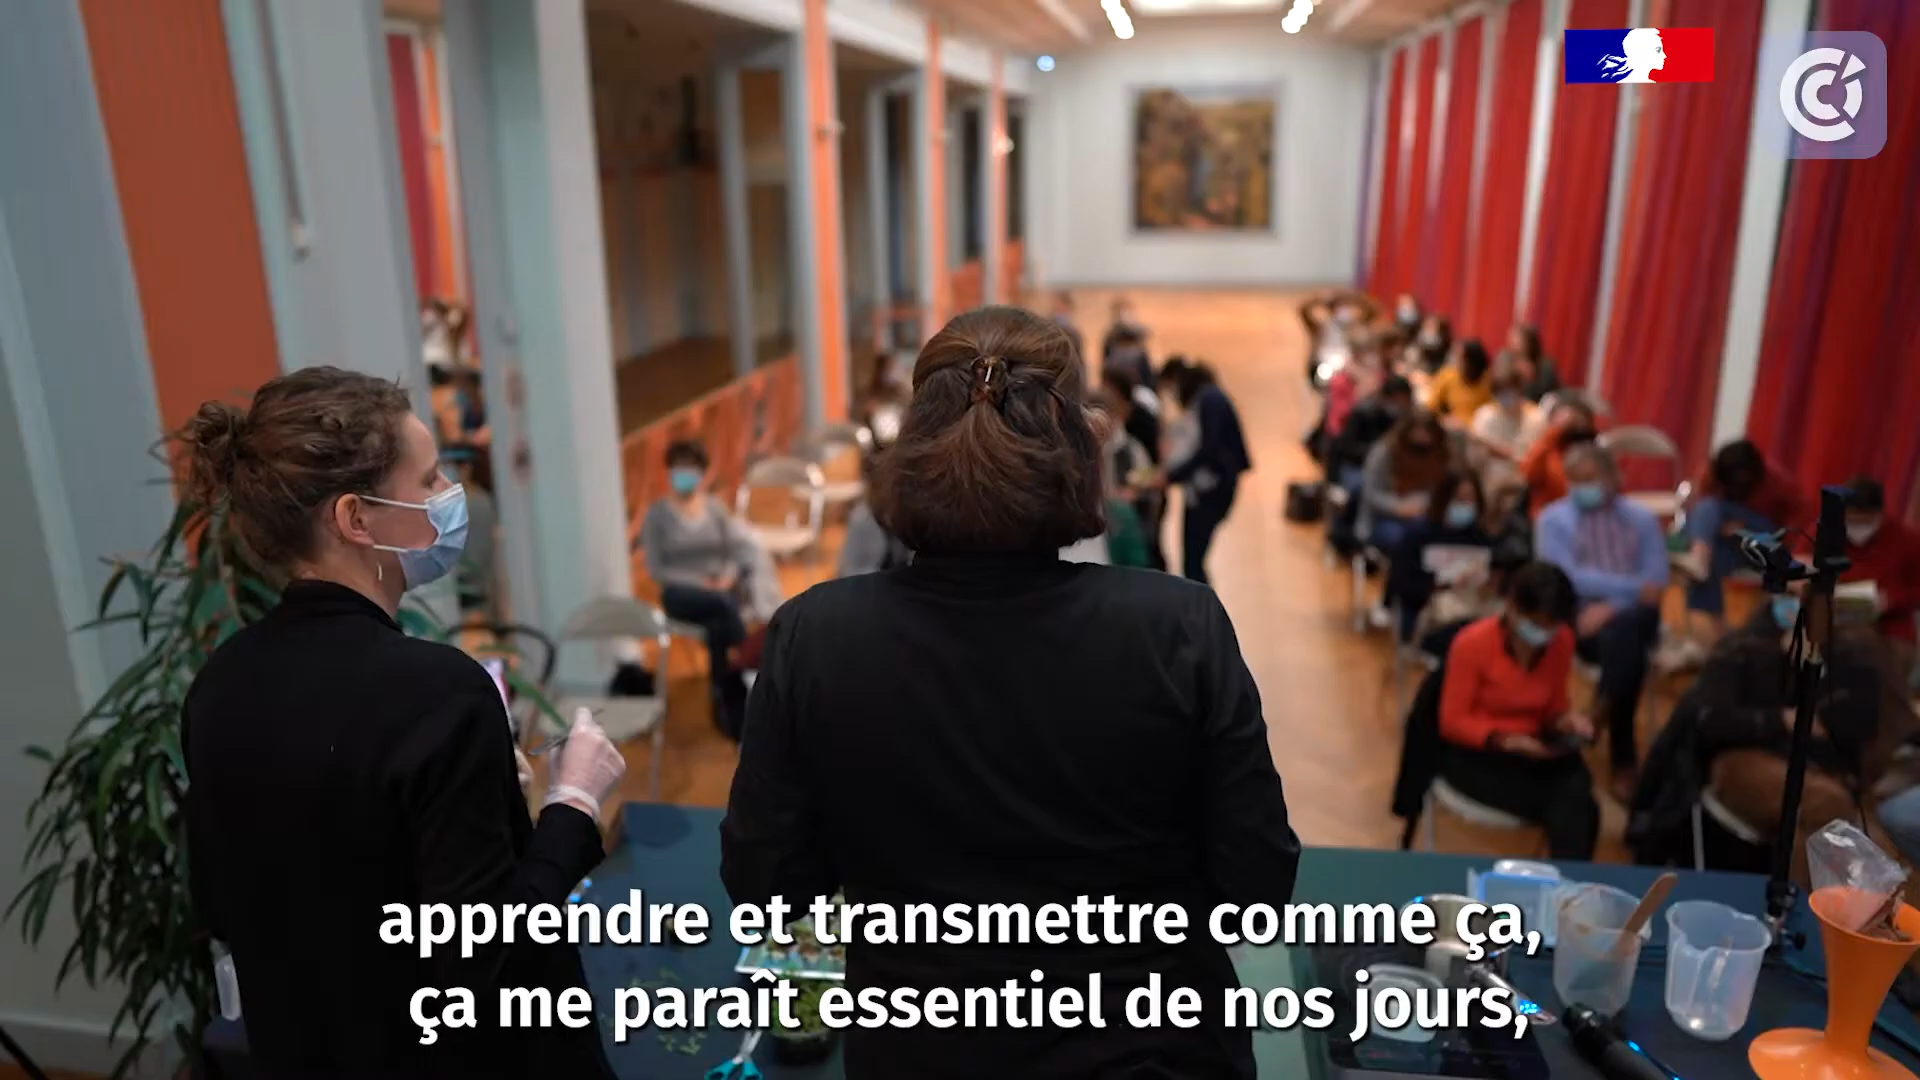 apprendre et transmettre comme ça,
ça me paraît essentiel de nos jours,